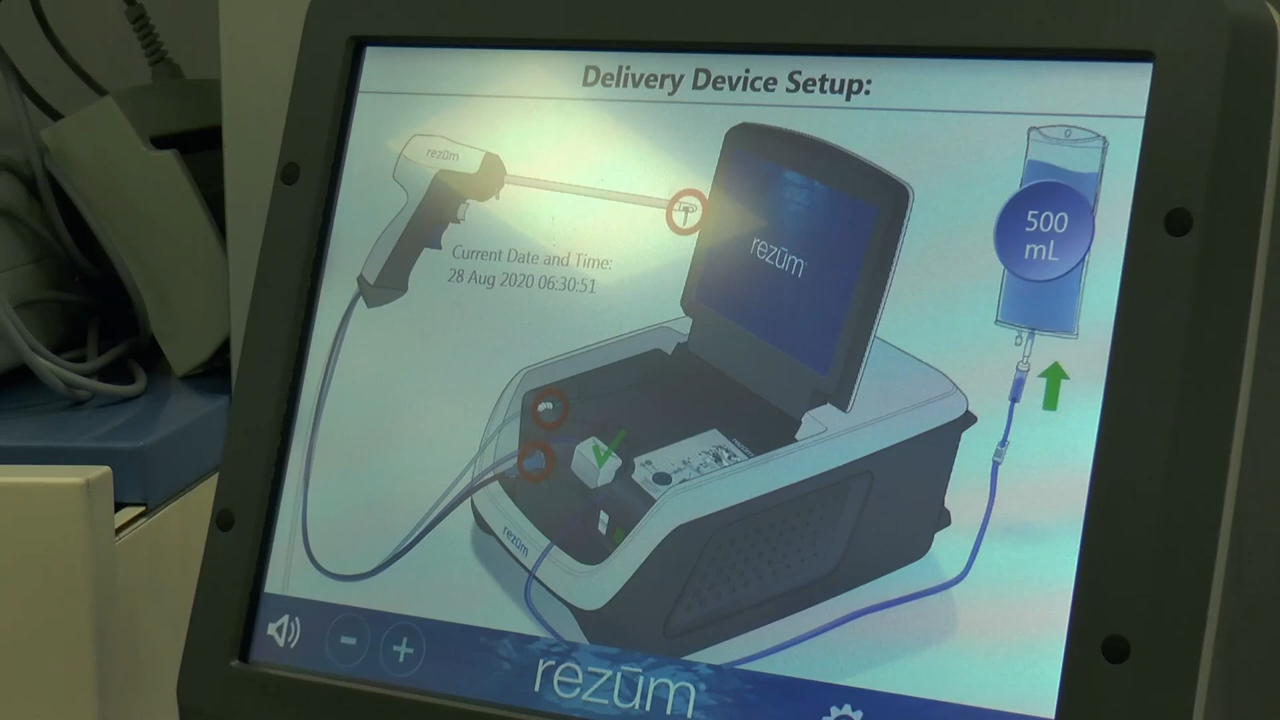 Delivery Device Setup:
rezūm
Current Date and Time:
28 Aug 2020 06:30:51
rezūm
500
mL
rezūm
rezūm